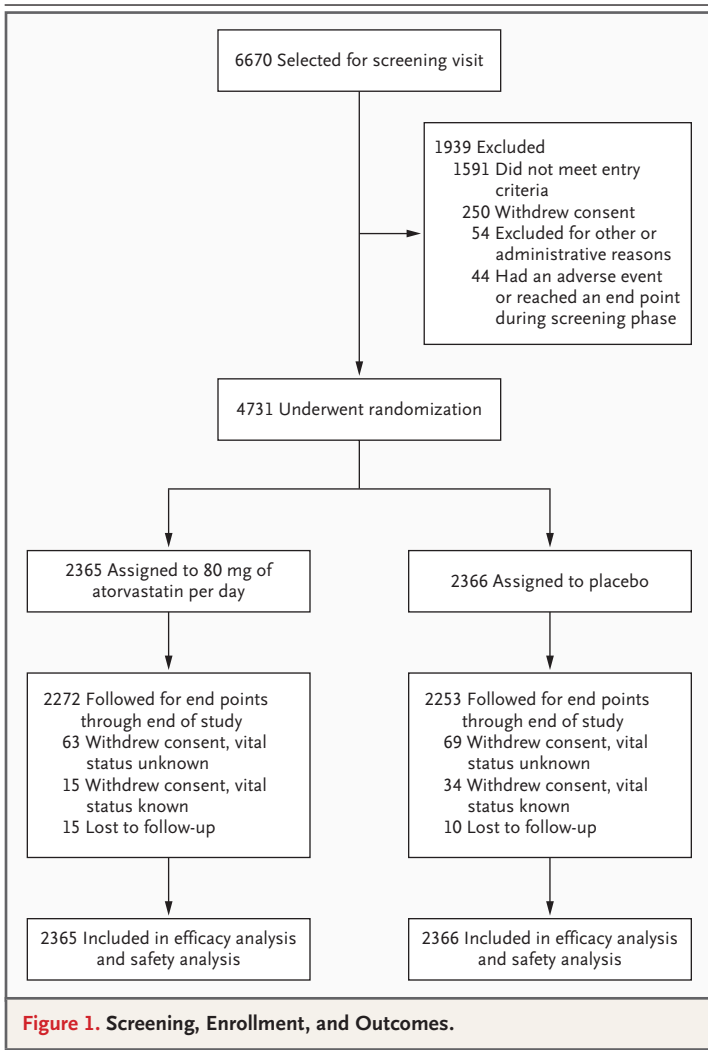 6670 Selected for screening visit
1939 Excluded
1591 Did not meet entry
criteria
250 Withdrew consent
54 Excluded for other or
administrative reasons
44 Had an adverse event
or reached an end point
during screening phase
4731 Underwent randomization
2365 Assigned to 80 mg of
atorvastatin per day
2366 Assigned to placebo
2272 Followed for end points
through end of study
63 Withdrew consent, vital
status unknown
15 Withdrew consent, vital
status known
15 Lost to follow-up
2253 Followed for end points
through end of study
69 Withdrew consent, vital
status unknown
34 Withdrew consent, vital
status known
10 Lost to follow-up
2365 Included in efficacy analysis
and safety analysis
2366 Included in efficacy analysis
and safety analysis
Figure 1. Screening, Enrollment, and Outcomes.